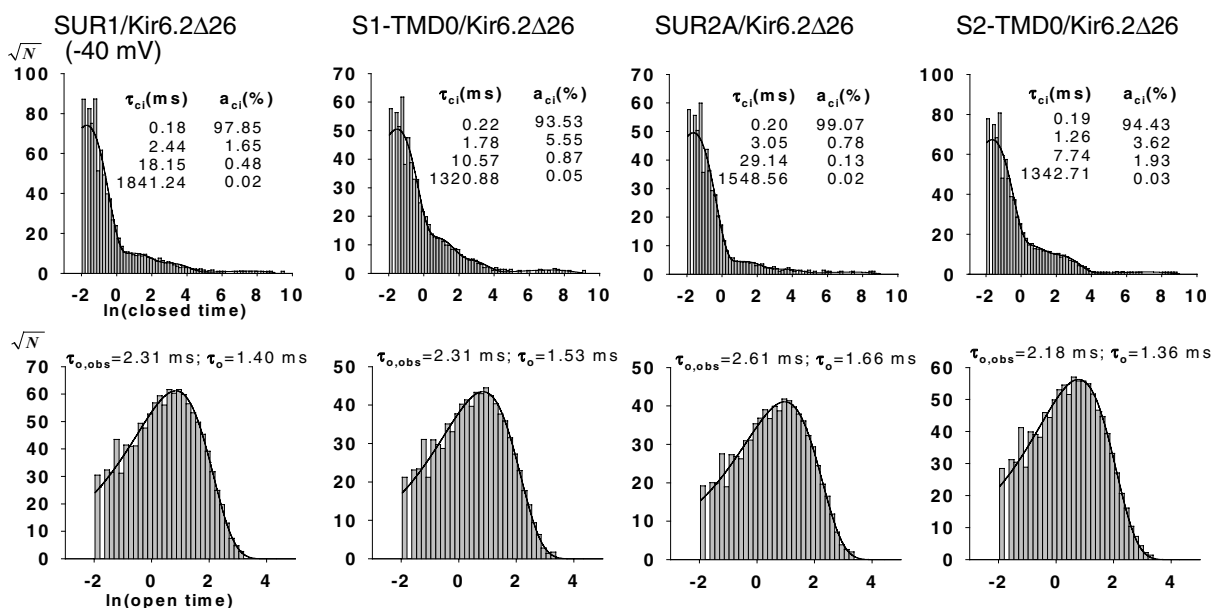 SUR1/Kir6.2Δ26
(-40 mV)
√N
100
80
60
40
20
0
τci(ms) aci(%)
0.18 97.85
2.44 1.65
18.15 0.48
1841.24 0.02
-2 0 2 4 6 8 10
ln(closed time)
S1-TMD0/Kir6.2Δ26
70
60
50
40
30
20
10
0
τci(ms) aci(%)
0.22 93.53
1.78 5.55
10.57 0.87
1320.88 0.05
-2 0 2 4 6 8 10
SUR2A/Kir6.2Δ26
70
60
50
40
30
20
10
0
τci(ms) aci(%)
0.20 99.07
3.05 0.78
29.14 0.13
1548.56 0.02
-2 0 2 4 6 8 10
S2-TMD0/Kir6.2Δ26
100
80
60
40
20
0
τci(ms) aci(%)
0.19 94.43
1.26 3.62
7.74 1.93
1342.71 0.03
-2 0 2 4 6 8 10
√N
τo,obs=2.31 ms; τo=1.40 ms
70
60
50
40
30
20
10
0
-2 0 2 4
ln(open time)
τo,obs=2.31 ms; τo=1.53 ms
50
40
30
20
10
0
-2 0 2 4
τo,obs=2.61 ms; τo=1.66 ms
50
40
30
20
10
0
-2 0 2 4
τo,obs=2.18 ms; τo=1.36 ms
60
50
40
30
20
10
0
-2 0 2 4